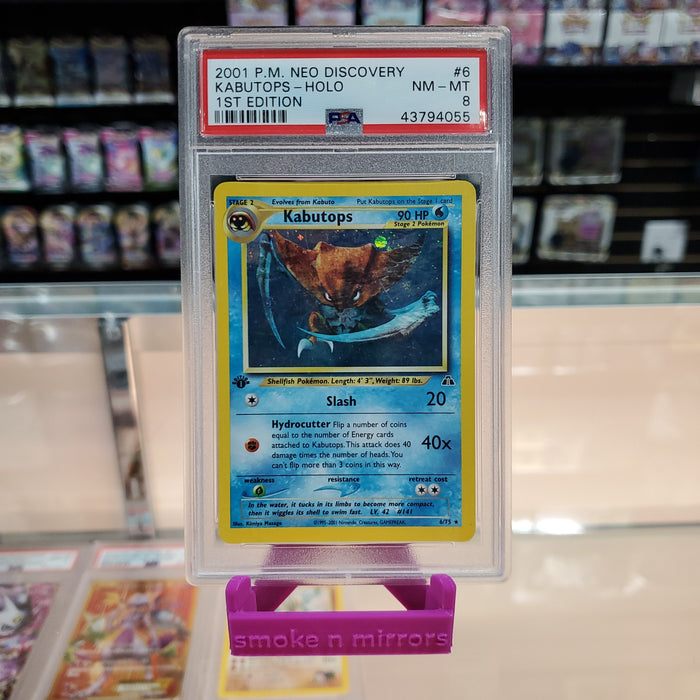 2001 P.M. NEO DISCOVERY #6
KABUTOPS - HOLO NM - MT
1ST EDITION 8
PSA 43794055
STAGE 2 Evolves from Kabuto Put Kabutops on the Stage 1 card
Kabutops 90 HP
Stage 2 Pokémon
Shellfish Pokémon. Length: 4' 3", Weight: 89 lbs.
Slash 20
Hydrocutter Flip a number of coins
equal to the number of Energy cards
attached to Kabutops. This attack does 40
damage times the number of heads. You
can't flip more than 3 coins in this way.
40x
weakness resistance retreat cost
In the water, it tucks in its limbs to become more compact,
then it wiggles its shell to swim fast. LV. 42 #141
Illus. Kimiya Masago ©1995-2001 Nintendo, Creatures, GAMEFREAK. 6/75
smoke n mirrors